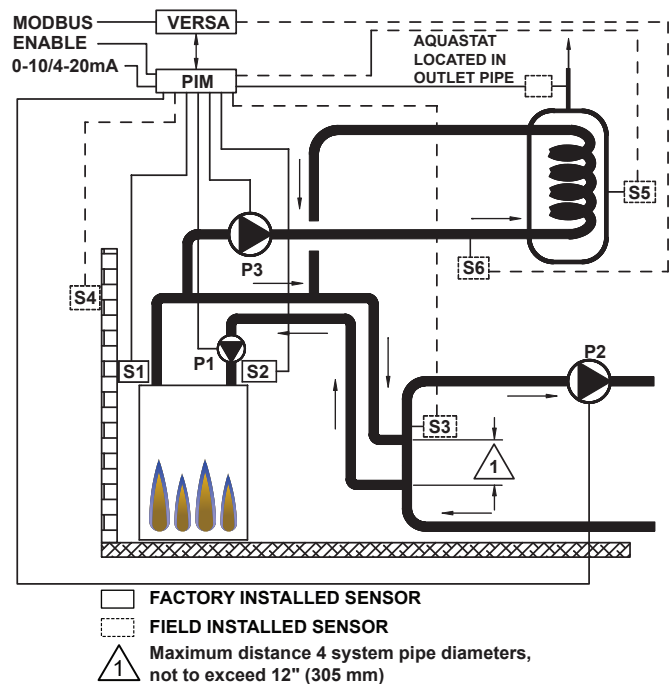 MODBUS
VERSA
ENABLE
0-10/4-20mA
PIM
AQUASTAT
LOCATED IN
OUTLET PIPE
S5
P3
S6
S4
S1
P1
S2
P2
S3
1
FACTORY INSTALLED SENSOR
FIELD INSTALLED SENSOR
1
Maximum distance 4 system pipe diameters,
not to exceed 12" (305 mm)